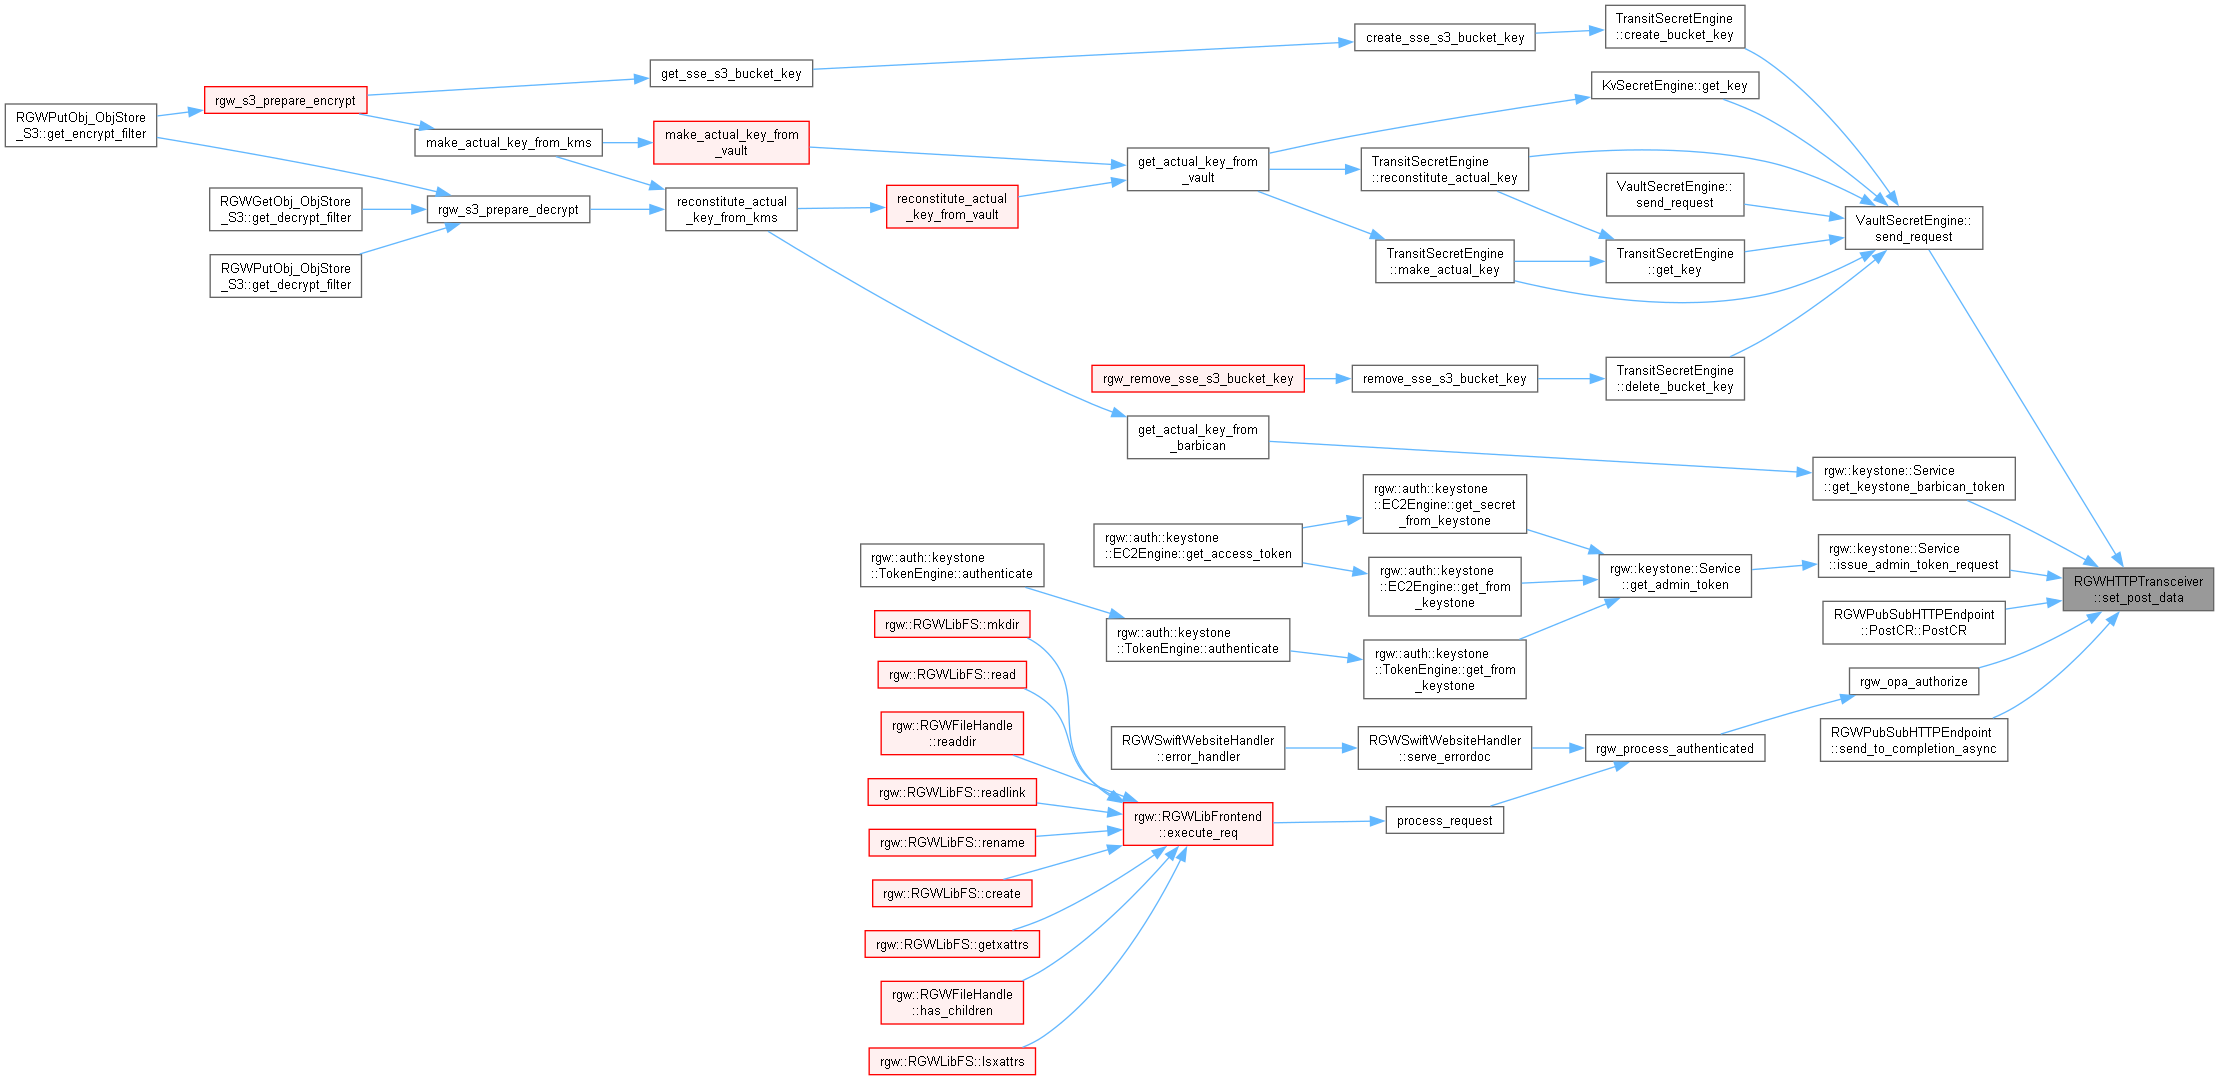 RGWPutObj_ObjStore
_S3::get_encrypt_filter
rgw_s3_prepare_encrypt
RGWGetObj_ObjStore
_S3::get_decrypt_filter
RGWPutObj_ObjStore
_S3::get_decrypt_filter
rgw_s3_prepare_decrypt
make_actual_key_from_kms
get_sse_s3_bucket_key
make_actual_key_from
_vault
reconstitute_actual
_key_from_kms
reconstitute_actual
_key_from_vault
get_actual_key_from
_vault
create_sse_s3_bucket_key
TransitSecretEngine
::create_bucket_key
KvSecretEngine::get_key
TransitSecretEngine
::reconstitute_actual_key
VaultSecretEngine::
send_request
TransitSecretEngine
::make_actual_key
TransitSecretEngine
::get_key
VaultSecretEngine::
send_request
rgw_remove_sse_s3_bucket_key
remove_sse_s3_bucket_key
TransitSecretEngine
::delete_bucket_key
get_actual_key_from
_barbican
rgw::keystone::Service
::get_keystone_barbican_token
rgw::auth::keystone
::EC2Engine::get_secret
_from_keystone
rgw::auth::keystone
::EC2Engine::get_access_token
rgw::auth::keystone
::EC2Engine::get_from
_keystone
rgw::keystone::Service
::get_admin_token
rgw::keystone::Service
::issue_admin_token_request
RGWHTTPTransceiver
::set_post_data
rgw::auth::keystone
::TokenEngine::authenticate
rgw::auth::keystone
::TokenEngine::authenticate
rgw::auth::keystone
::TokenEngine::get_from
_keystone
RGWPubSubHTTPEndpoint
::PostCR::PostCR
rgw_opa_authorize
RGWPubSubHTTPEndpoint
::send_to_completion_async
rgw::RGWLibFS::mkdir
rgw::RGWLibFS::read
rgw::RGWFileHandle
::readdir
rgw::RGWLibFS::readlink
rgw::RGWLibFS::rename
rgw::RGWLibFS::create
rgw::RGWLibFS::getxattrs
rgw::RGWFileHandle
::has_children
rgw::RGWLibFS::lsxattrs
RGWSwiftWebsiteHandler
::error_handler
RGWSwiftWebsiteHandler
::serve_errordoc
rgw_process_authenticated
rgw::RGWLibFrontend
::execute_req
process_request